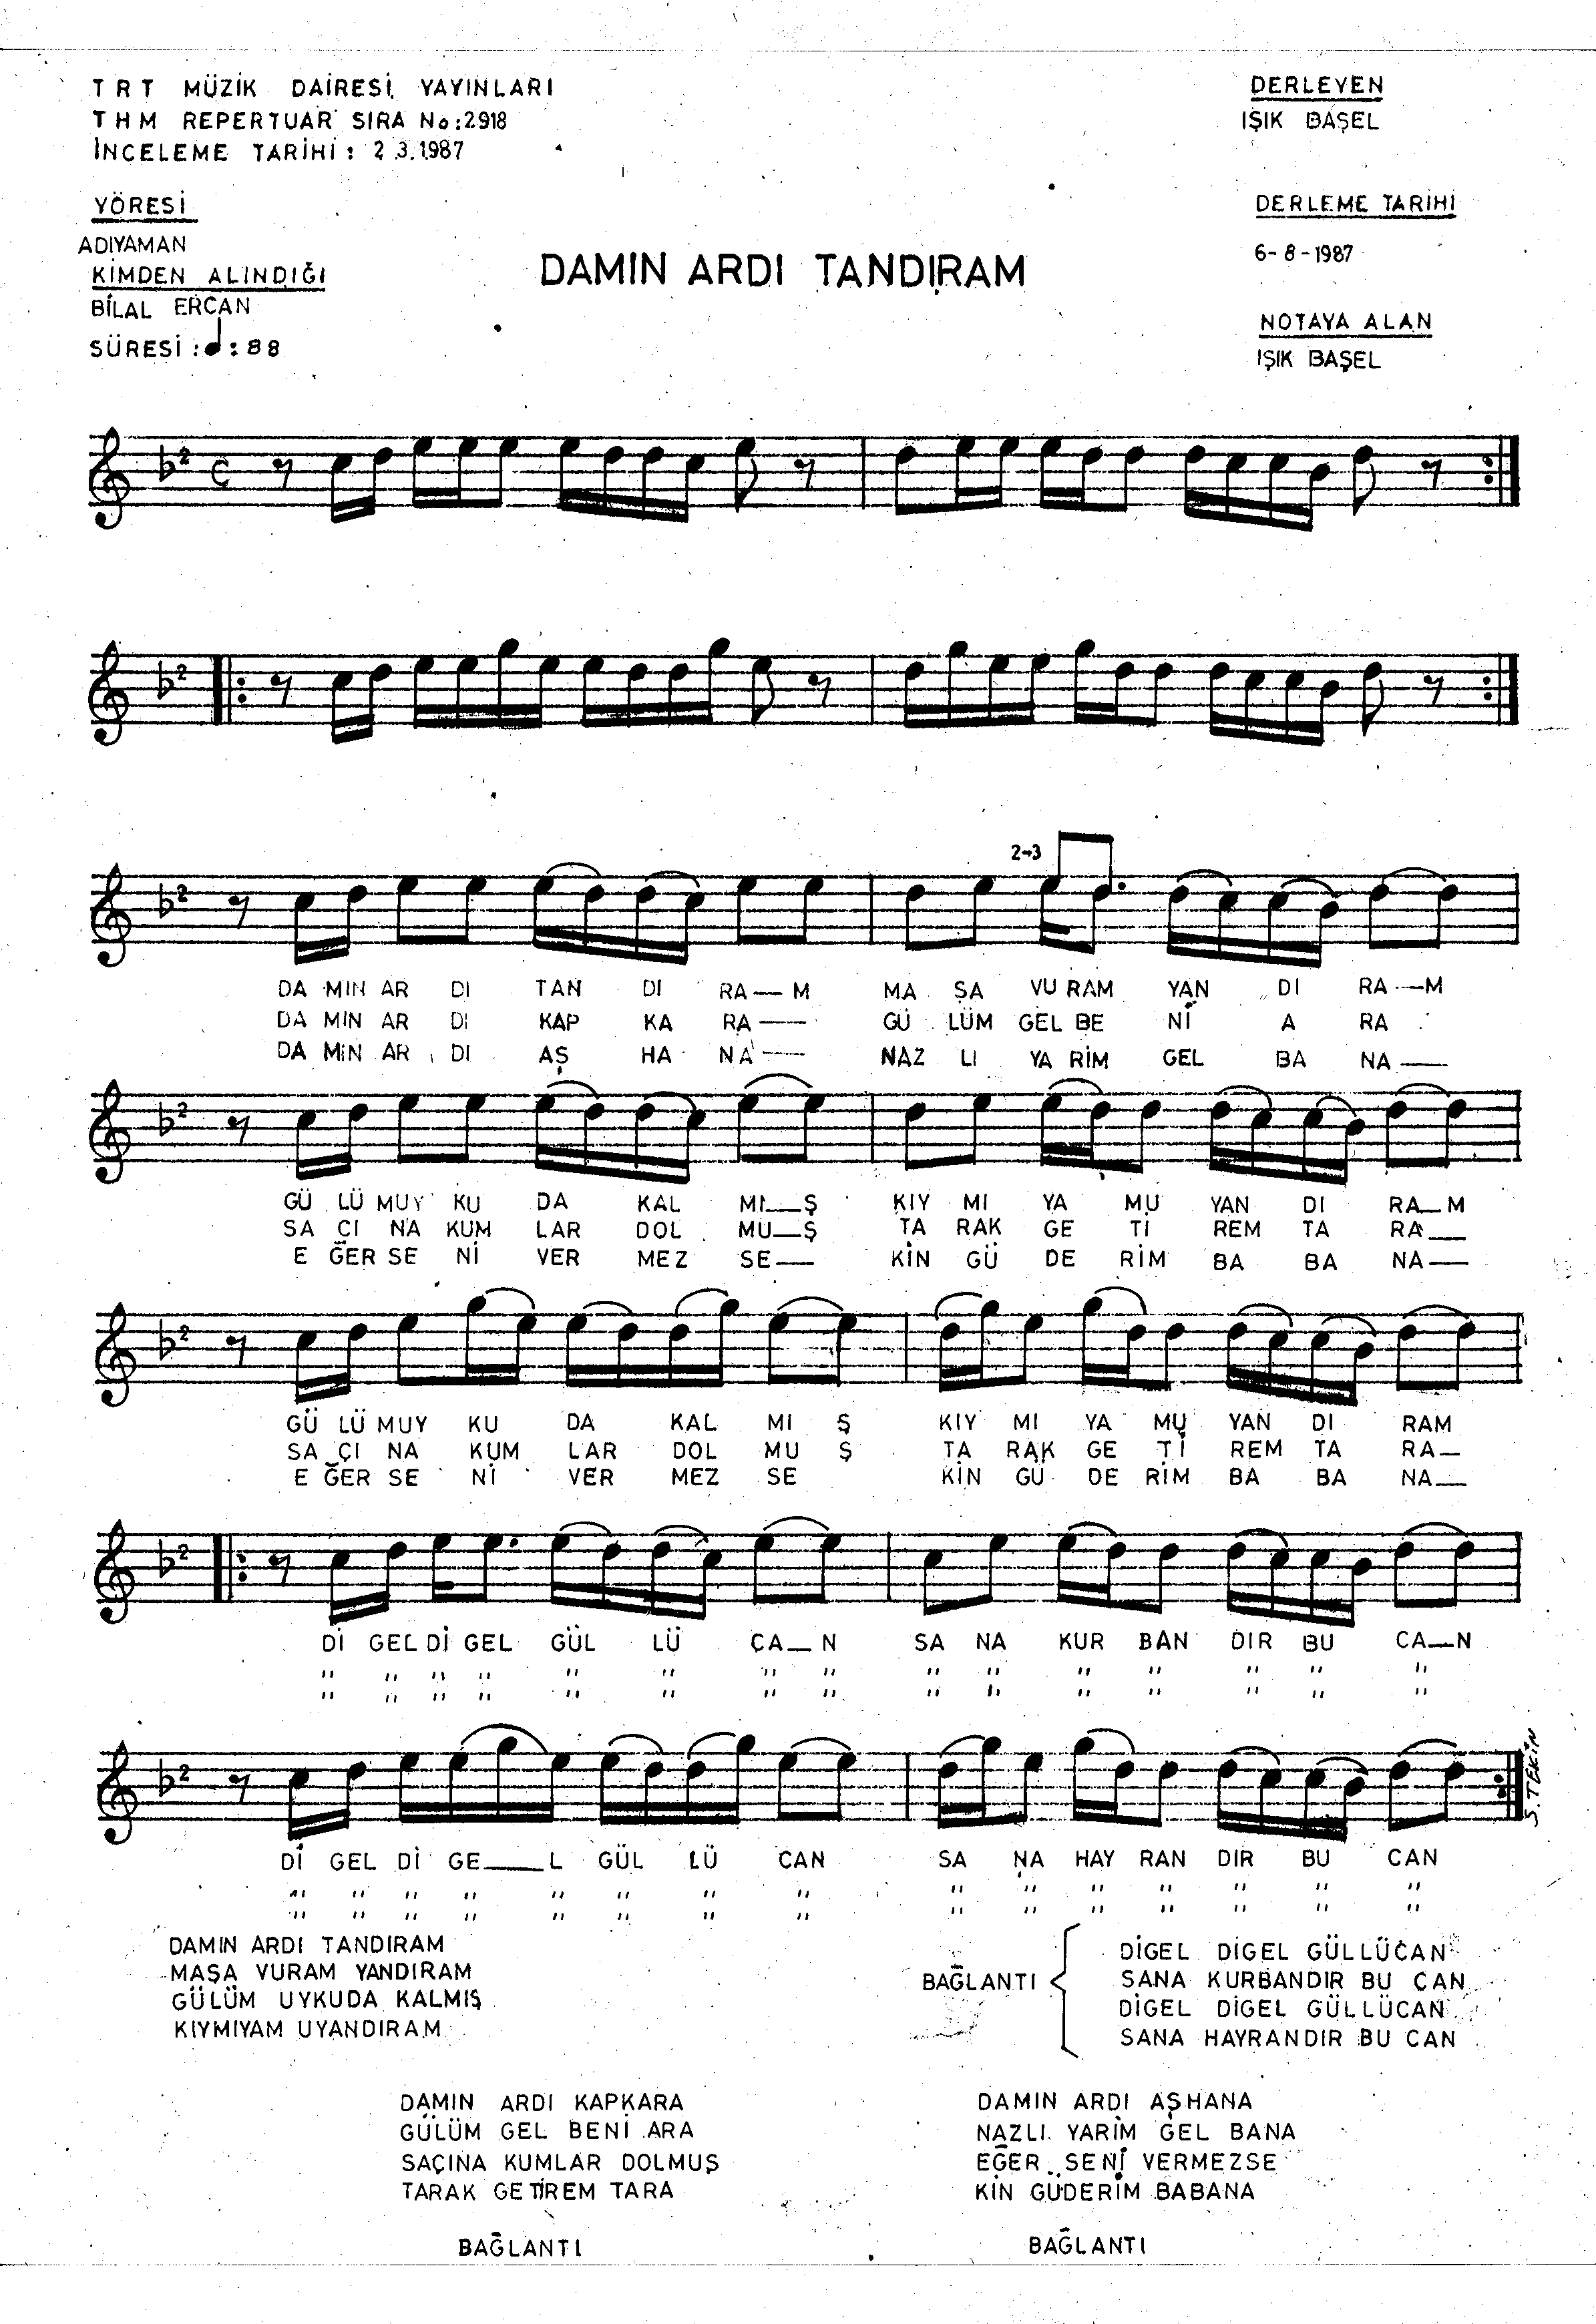 TRT MÜZİK DAİRESİ YAYINLARI
THM REPERTUAR SIRA No:2918
İNCELEME TARİHİ: 2.3.1987
DERLEYEN
IŞIK BAŞEL
YÖRESİ
ADIYAMAN
KİMDEN ALINDIĞI
BİLAL ERCAN
SÜRESİ :♩: 88
DAMIN ARDI TANDIRAM
DERLEME TARİHİ
6-8-1987
NOTAYA ALAN
IŞIK BAŞEL
2→3
DA MIN AR DI TAN DI RA—M MA ŞA VU RAM YAN DI RA—M
DA MIN AR DI KAP KA RA— GÜ LÜM GEL BE Nİ A RA
DA MIN AR DI AŞ HA NA— NAZ LI YA RİM GEL BA NA—
GÜ LÜ MUY KU DA KAL MI—Ş KIY MI YA MU YAN DI RA—M
SA ÇI NA KUM LAR DOL MU—Ş TA RAK GE Tİ REM TA RA—
E ĞER SE Nİ VER MEZ SE— KİN GÜ DE RİM BA BA NA—
GÜ LÜ MUY KU DA KAL MI Ş KIY MI YA MU YAN DI RAM
SA ÇI NA KUM LAR DOL MU Ş TA RAK GE Tİ REM TA RA—
E ĞER SE Nİ VER MEZ SE KİN GÜ DE RİM BA BA NA—
Dİ GEL Dİ GEL GÜL LÜ CA—N SA NA KUR BAN DIR BU CA—N
" " " " " " " " " " " " " " "
" " " " " " " " " " " " " " "
Dİ GEL Dİ GE—L GÜL LÜ CAN SA NA HAY RAN DIR BU CAN
" " " " " " " " " " " " " " "
" " " " " " " " " " " " " " "
S. TEKİN
DAMIN ARDI TANDIRAM
MAŞA VURAM YANDIRAM
GÜLÜM UYKUDA KALMIŞ
KIYMIYAM UYANDIRAM
BAĞLANTI
DİGEL DİGEL GÜLLÜCAN
SANA KURBANDIR BU CAN
DİGEL DİGEL GÜLLÜCAN
SANA HAYRANDIR BU CAN
DAMIN ARDI KAPKARA
GÜLÜM GEL BENİ ARA
SAÇINA KUMLAR DOLMUŞ
TARAK GETİREM TARA
BAĞLANTI
DAMIN ARDI AŞHANA
NAZLI YARİM GEL BANA
EĞER SENİ VERMEZSE
KİN GÜDERİM BABANA
BAĞLANTI